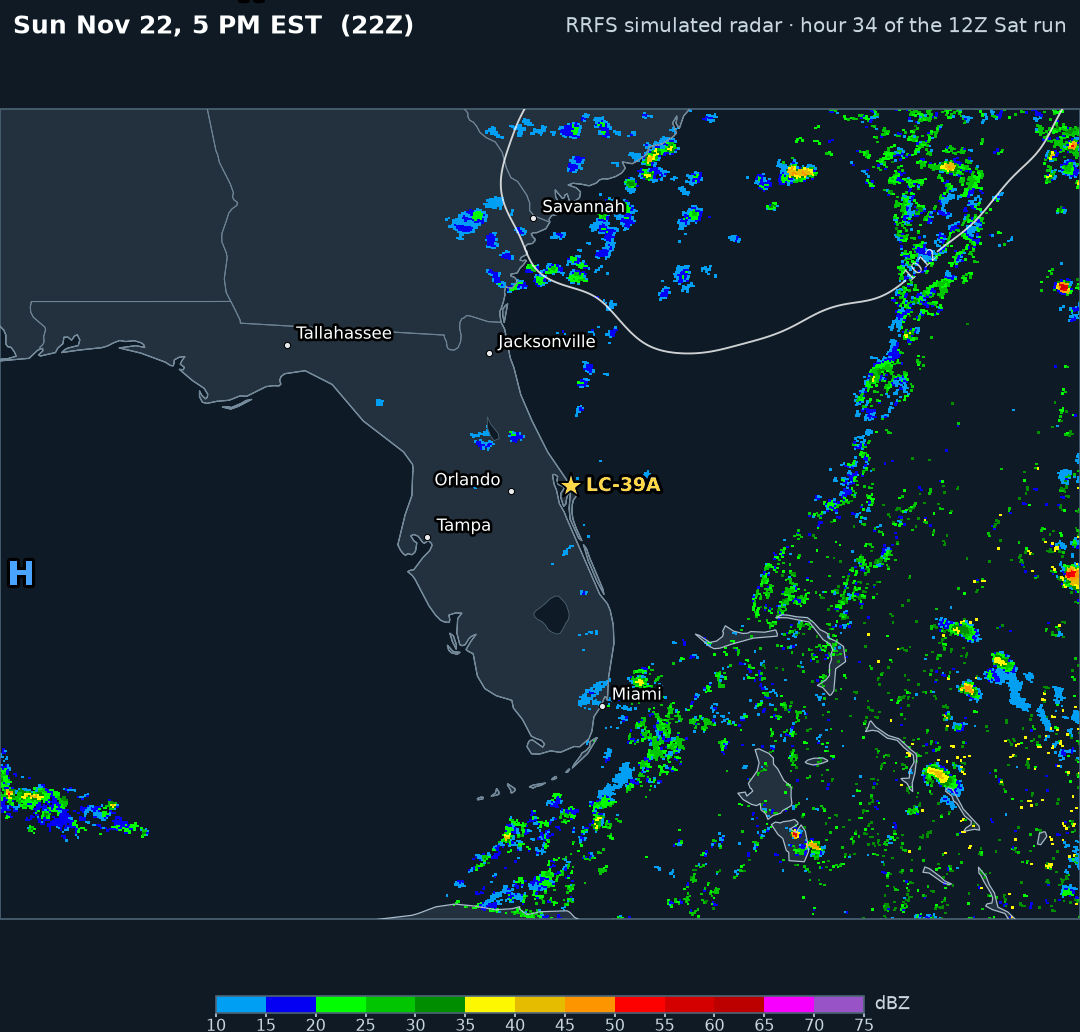 Sun Nov 22, 5 PM EST (22Z)
RRFS simulated radar · hour 34 of the 12Z Sat run
Savannah
1012
Tallahassee
Jacksonville
Orlando
LC-39A
Tampa
H
Miami
dBZ
10 15 20 25 30 35 40 45 50 55 60 65 70 75